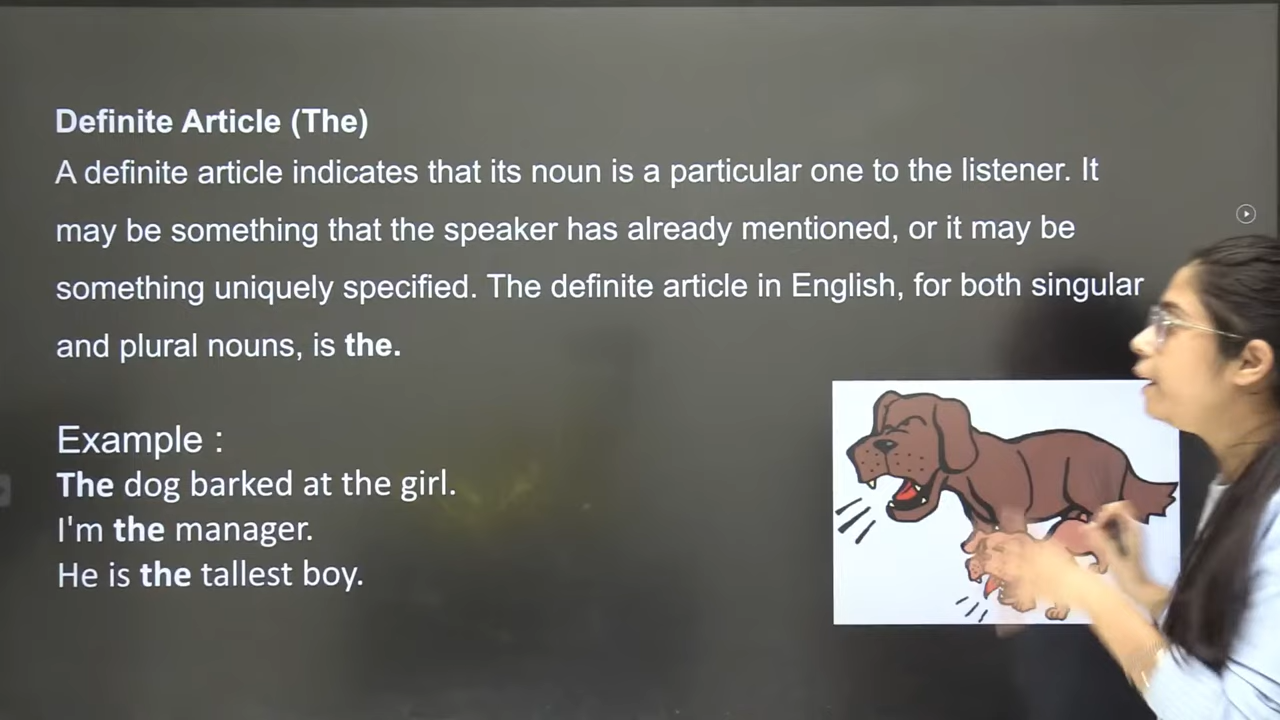 Definite Article (The)
A definite article indicates that its noun is a particular one to the listener. It
may be something that the speaker has already mentioned, or it may be
something uniquely specified. The definite article in English, for both singular
and plural nouns, is the.
Example :
The dog barked at the girl.
I'm the manager.
He is the tallest boy.